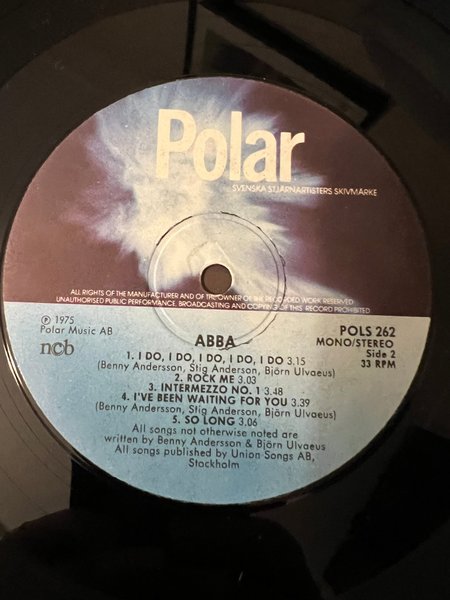 Polar
SVENSKA STJÄRNARTISTERS SKIVMÄRKE
ALL RIGHTS OF THE MANUFACTURER AND OF THE OWNER OF THE RECORDED WORK RESERVED
UNAUTHORISED PUBLIC PERFORMANCE, BROADCASTING AND COPYING OF THIS RECORD PROHIBITED
℗ 1975
Polar Music AB
ncb
POLS 262
MONO/STEREO
Side 2
33 RPM
ABBA
1. I DO, I DO, I DO, I DO, I DO 3.15
(Benny Andersson, Stig Anderson, Björn Ulvaeus)
2. ROCK ME 3.03
3. INTERMEZZO NO. 1 3.48
4. I'VE BEEN WAITING FOR YOU 3.39
(Benny Andersson, Stig Anderson, Björn Ulvaeus)
5. SO LONG 3.06
All songs not otherwise noted are
written by Benny Andersson & Björn Ulvaeus
All songs published by Union Songs AB,
Stockholm